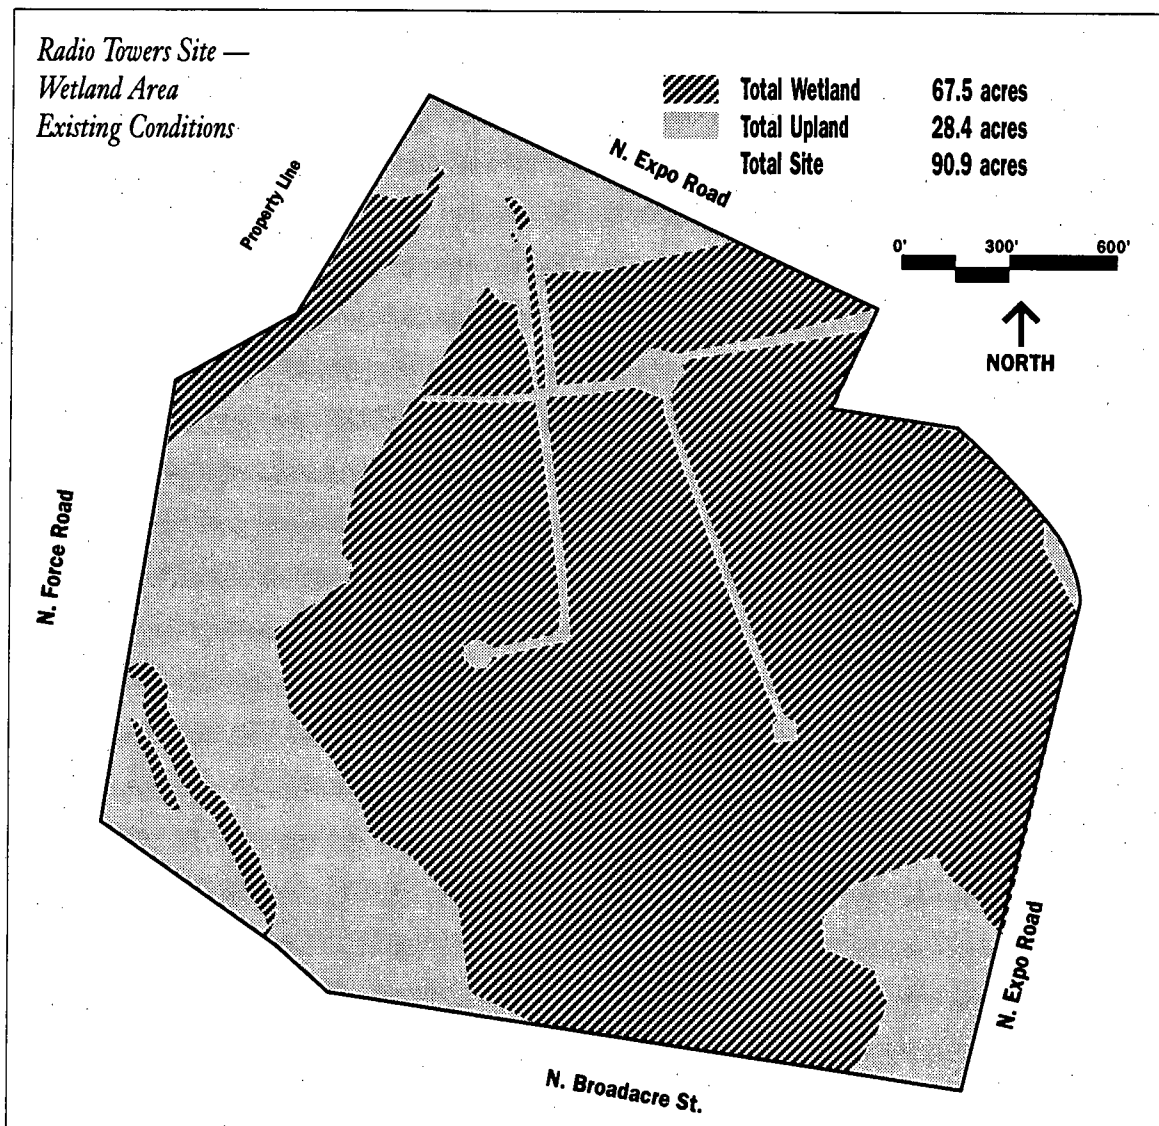 Radio Towers Site —
Wetland Area
Existing Conditions
Total Wetland 67.5 acres
Total Upland 28.4 acres
Total Site 90.9 acres
N. Expo Road
Property Line
0' 300' 600'
NORTH
N. Force Road
N. Expo Road
N. Broadacre St.